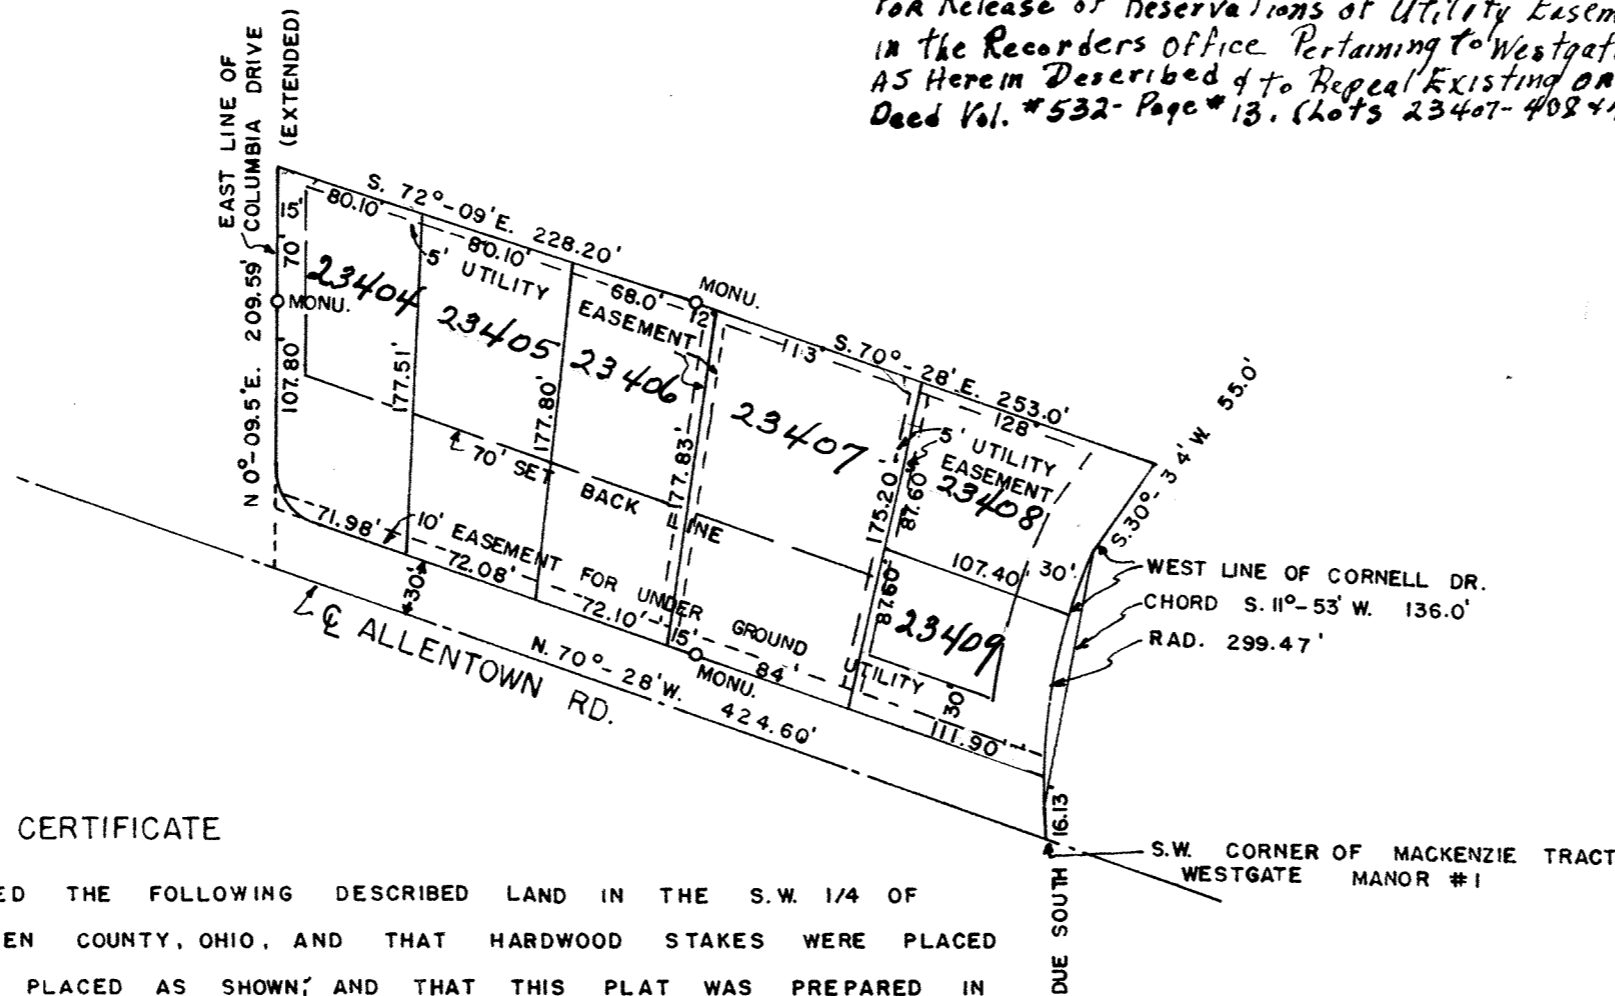 FOR Release of Reservations of Utility Easem
in the Recorders office Pertaining to Westgat
AS Herein Described & to Repeal Existing OR
Deed Vol. #532- Page #13. (Lots 23407-408 &
EAST LINE OF
COLUMBIA DRIVE
(EXTENDED)
S. 72°-09'E. 228.20'
15'
80.10'
80.10'
68.0'
12'
MONU.
70'
5' UTILITY
EASEMENT
23404
23405
23406
MONU.
N 0°-09.5'E. 209.59'
107.80'
177.51'
177.80'
177.83'
113'
S. 70°-28'E. 253.0'
128'
23407
5' UTILITY
EASEMENT
23408
S. 30°-34'W. 55.0'
175.20'
87.60'
70' SET BACK LINE
107.40'
30'
WEST LINE OF CORNELL DR.
CHORD S. 11°-53' W. 136.0'
RAD. 299.47'
87.60'
23409
71.98'
10' EASEMENT FOR UNDER GROUND UTILITY
72.08'
72.10'
15'
84'
30'
30'
111.90'
MONU.
℄ ALLENTOWN RD.
N. 70°-28'W. 424.60'
DUE SOUTH 16.13'
S.W. CORNER OF MACKENZIE TRACT
WESTGATE MANOR #1
CERTIFICATE
ED THE FOLLOWING DESCRIBED LAND IN THE S.W. 1/4 OF
EN COUNTY, OHIO, AND THAT HARDWOOD STAKES WERE PLACED
PLACED AS SHOWN; AND THAT THIS PLAT WAS PREPARED IN